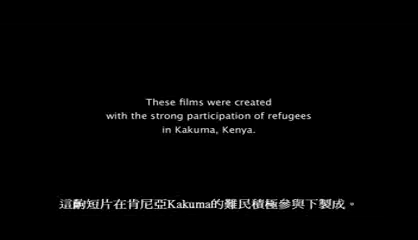 These films were created
with the strong participation of refugees
in Kakuma, Kenya.
這齣短片在肯尼亞Kakuma的難民積極參與下製成。